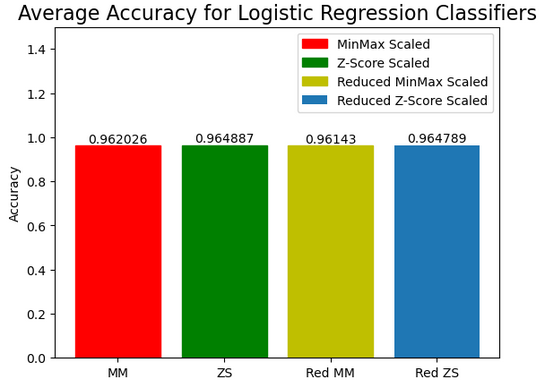 Average Accuracy for Logistic Regression Classifiers
MinMax Scaled
Z-Score Scaled
Reduced MinMax Scaled
Reduced Z-Score Scaled
1.4
1.2
1.0
0.8
0.6
0.4
0.2
0.0
Accuracy
0.962026
0.964887
0.96143
0.964789
MM
ZS
Red MM
Red ZS